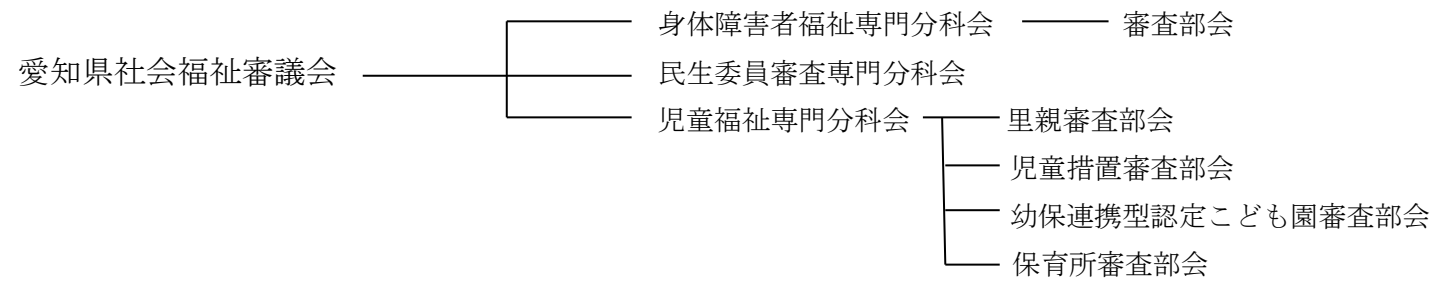 身体障害者福祉専門分科会 審査部会
愛知県社会福祉審議会 民生委員審査専門分科会
児童福祉専門分科会 里親審査部会
児童措置審査部会
幼保連携型認定こども園審査部会
保育所審査部会